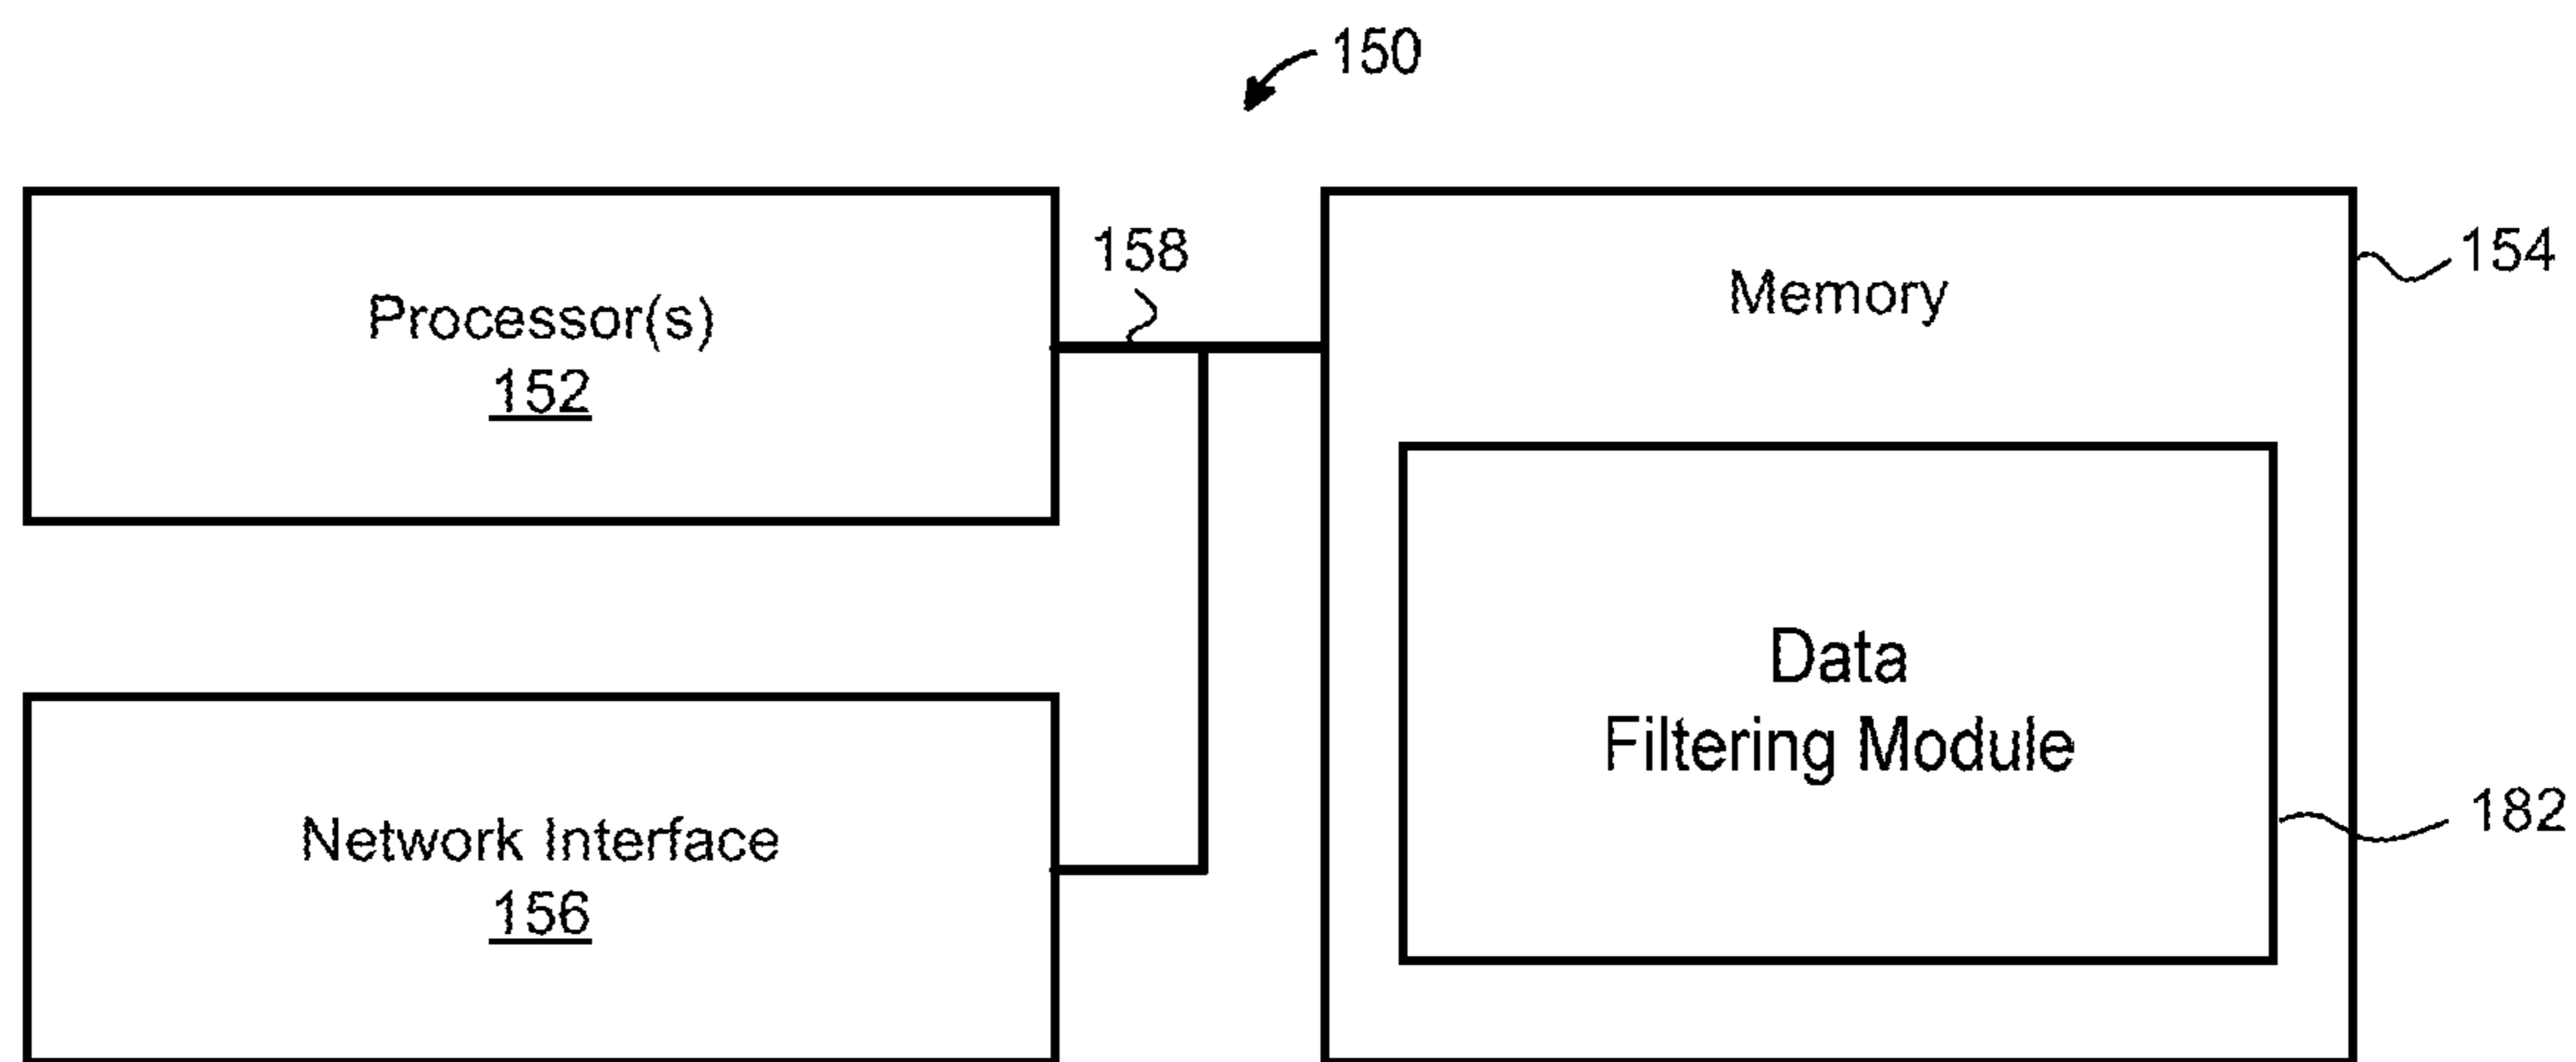 150
158
154
Processor(s)
152
Memory
Data
Filtering Module
182
Network Interface
156